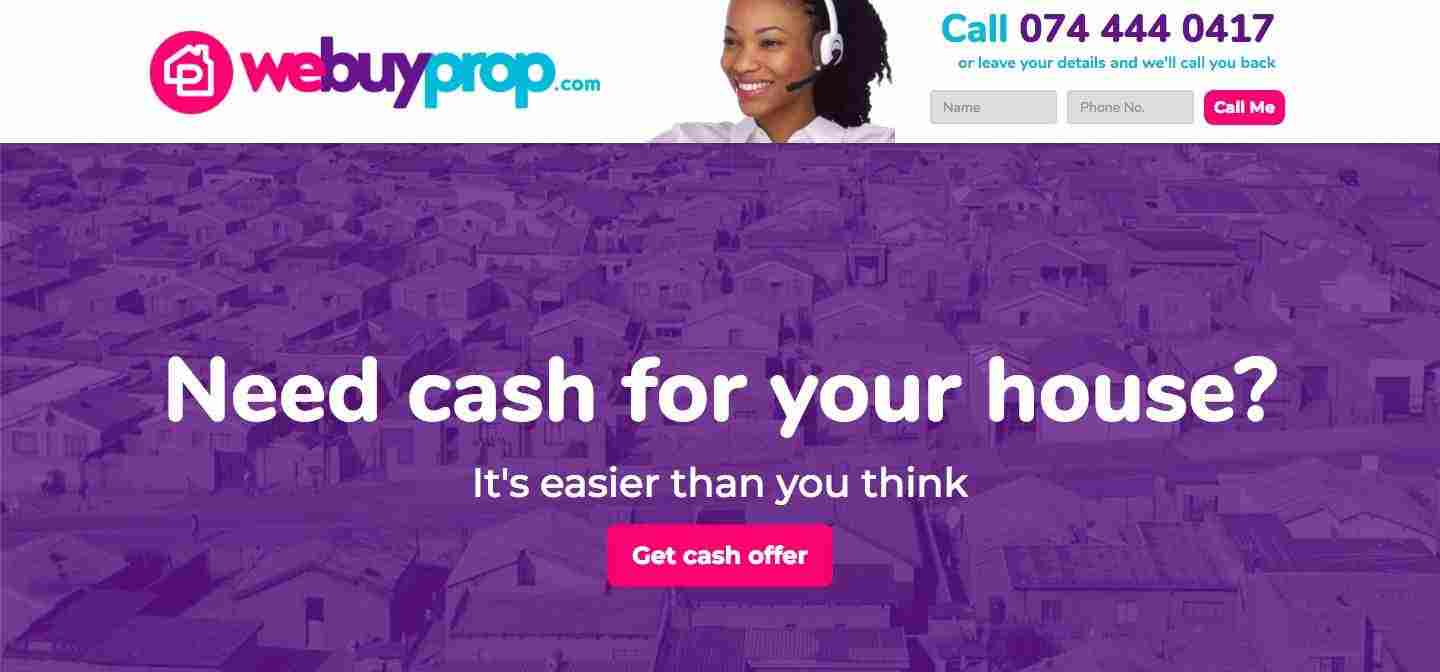 webuyprop.com
Call 074 444 0417
or leave your details and we'll call you back
Name
Phone No.
Call Me
Need cash for your house?
It's easier than you think
Get cash offer